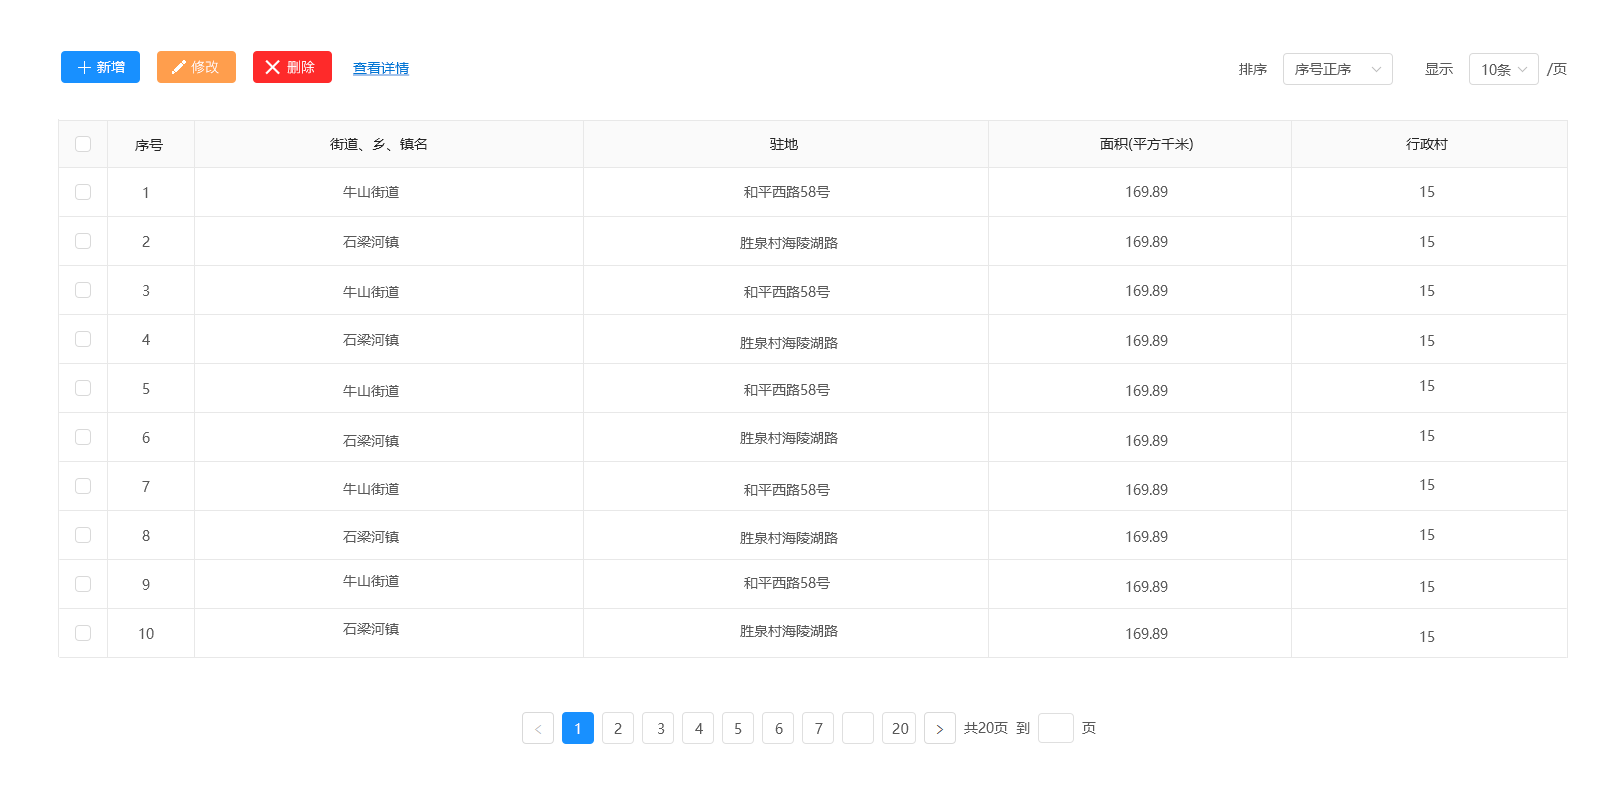 新增 修改 删除 查看详情 排序 序号正序 显示 10条 /页
序号 街道、乡、镇名 驻地 面积(平方千米) 行政村
1 牛山街道 和平西路58号 169.89 15
2 石梁河镇 胜泉村海陵湖路 169.89 15
3 牛山街道 和平西路58号 169.89 15
4 石梁河镇 胜泉村海陵湖路 169.89 15
5 牛山街道 和平西路58号 169.89 15
6 石梁河镇 胜泉村海陵湖路 169.89 15
7 牛山街道 和平西路58号 169.89 15
8 石梁河镇 胜泉村海陵湖路 169.89 15
9 牛山街道 和平西路58号 169.89 15
10 石梁河镇 胜泉村海陵湖路 169.89 15
< 1 2 3 4 5 6 7 20 > 共20页 到 页